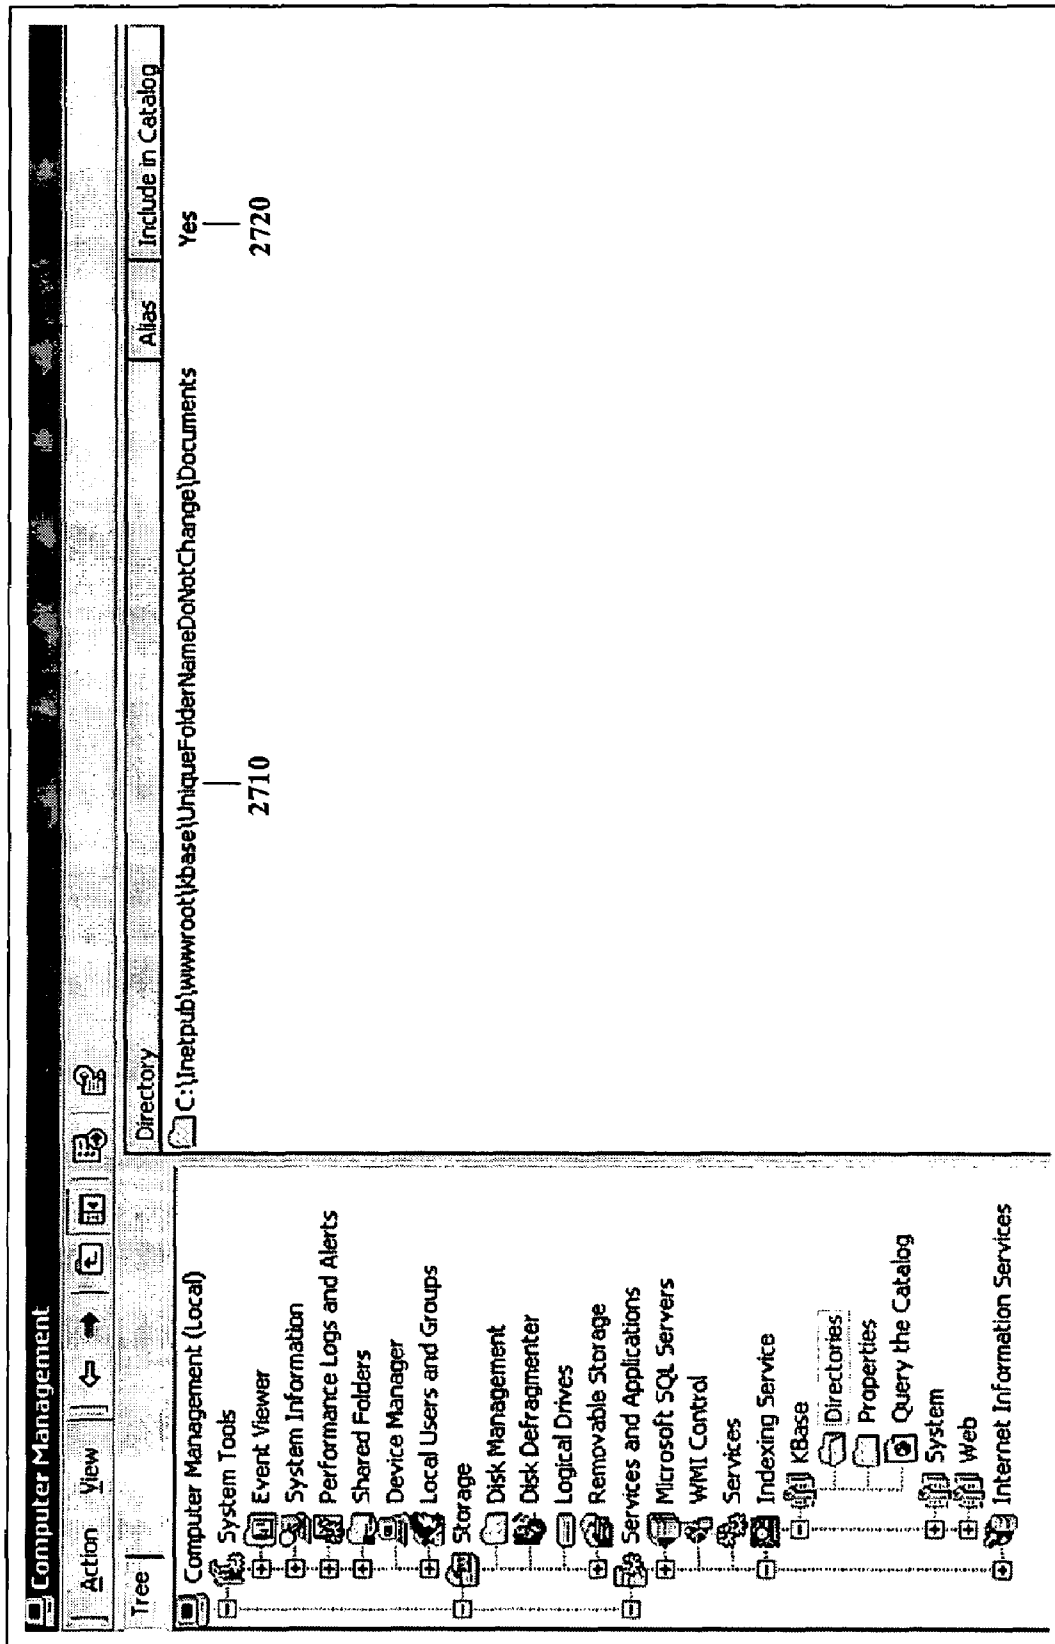 Computer Management
Action View
Tree
Computer Management (Local)
System Tools
Event Viewer
System Information
Performance Logs and Alerts
Shared Folders
Device Manager
Local Users and Groups
Storage
Disk Management
Disk Defragmenter
Logical Drives
Removable Storage
Services and Applications
Microsoft SQL Servers
WMI Control
Services
Indexing Service
KBase
Directories
Properties
Query the Catalog
System
Web
Internet Information Services
Directory Alias Include in Catalog
C:\Inetpub\wwwroot\kbase\UniqueFolderNameDoNotChange\Documents Yes
2710 2720